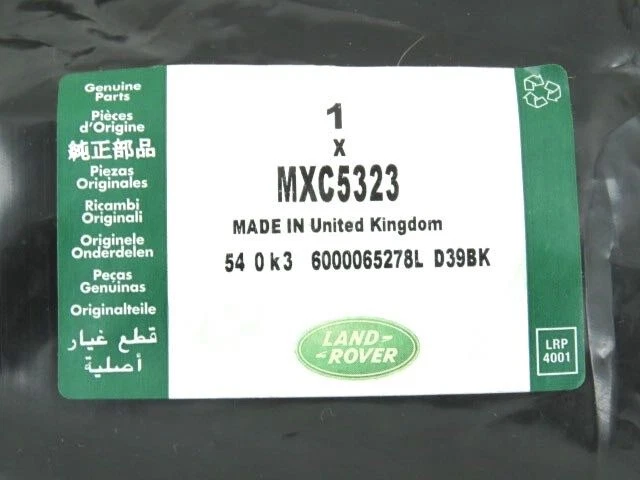 Genuine
Parts
Pièces
d'Origine
純正部品
Piezas
Originales
Ricambi
Originali
Originele
Onderdelen
Peças
Genuinas
Originalteile
قطع غيار
أصلية
1
X
MXC5323
MADE IN United Kingdom
54 0 k3 6000065278L D39BK
LAND-
-ROVER
LRP
4001